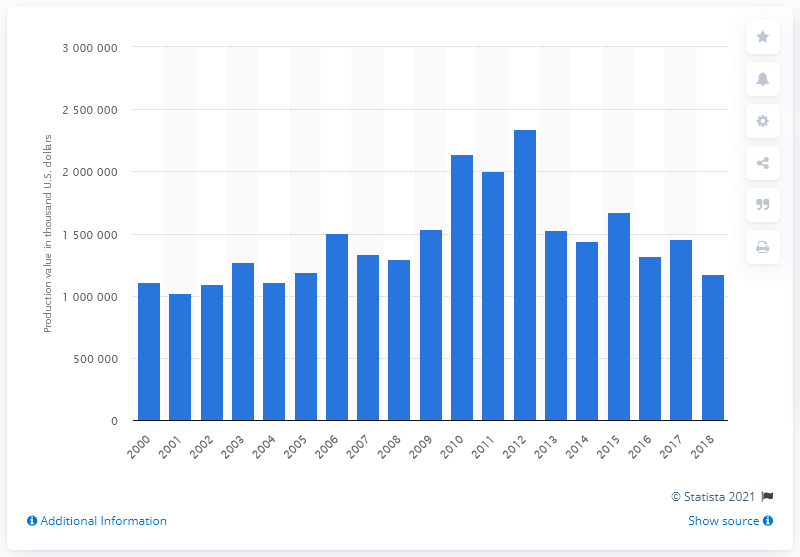 3 000 000
2 500 000
2 000 000
1 500 000
1 000 000
500 000
0
Production value in thousand U.S. dollars
2000 2001 2002 2003 2004 2005 2006 2007 2008 2009 2010 2011 2012 2013 2014 2015 2016 2017 2018
© Statista 2021
Additional Information
Show source